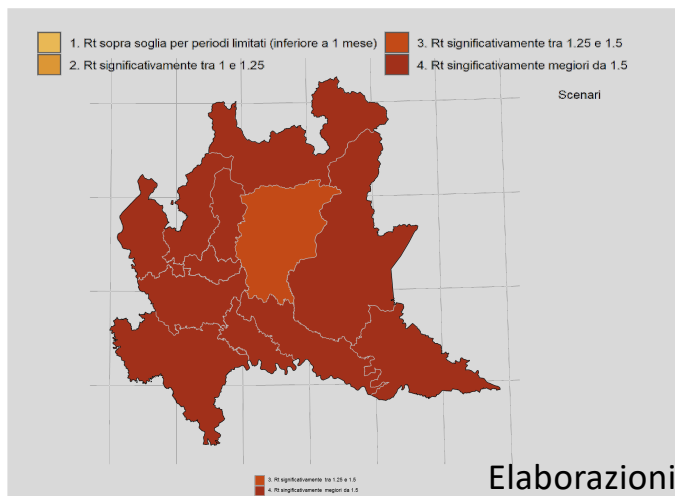 1. Rt sopra soglia per periodi limitati (inferiore a 1 mese)
2. Rt significativamente tra 1 e 1.25
3. Rt significativamente tra 1.25 e 1.5
4. Rt singificativamente megiori da 1.5
Scenari
3. Rt significativamente tra 1.25 e 1.5
4. Rt singificativamente megiori da 1.5
Elaborazioni